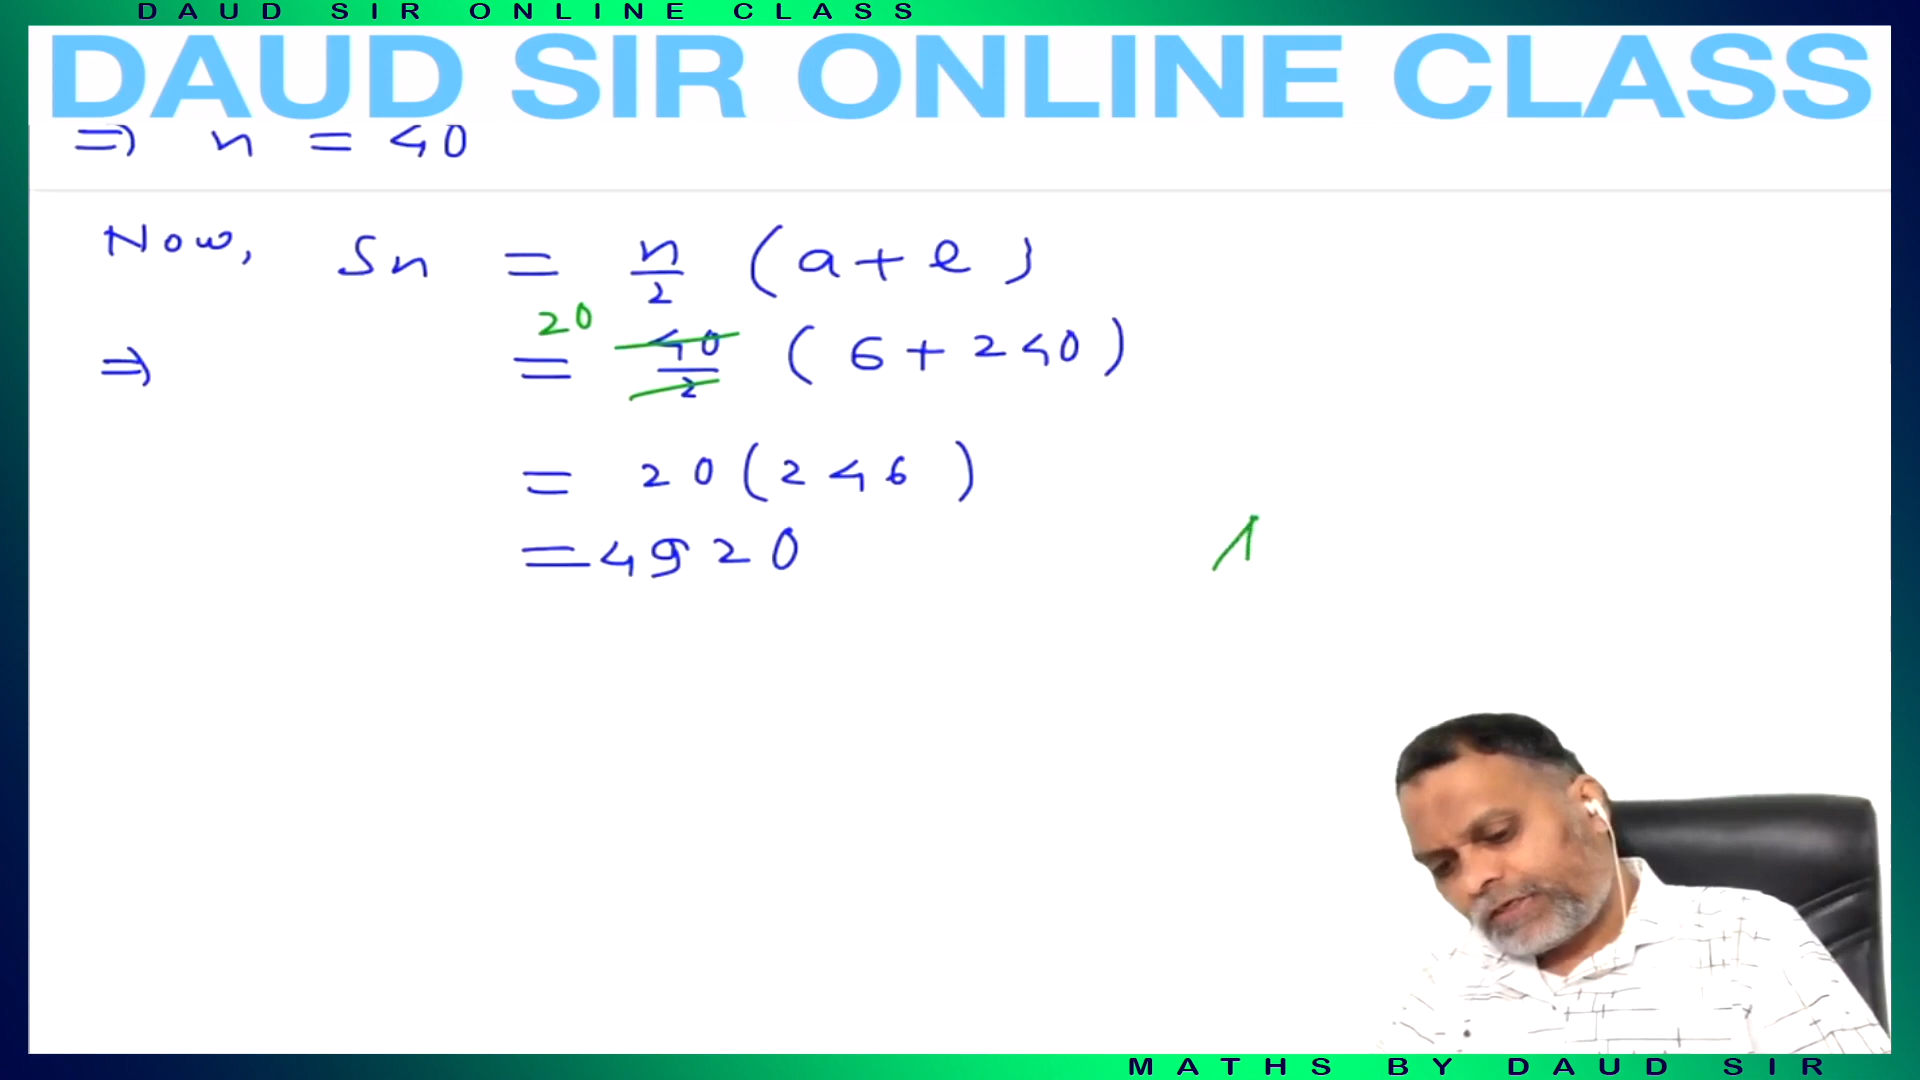 DAUD SIR ONLINE CLASS
DAUD SIR ONLINE CLASS
⇒ n = 40
Now, Sn = n/2 (a+l)
20
⇒ = 40/2 (6+240)
= 20(246)
= 4920
MATHS BY DAUD SIR